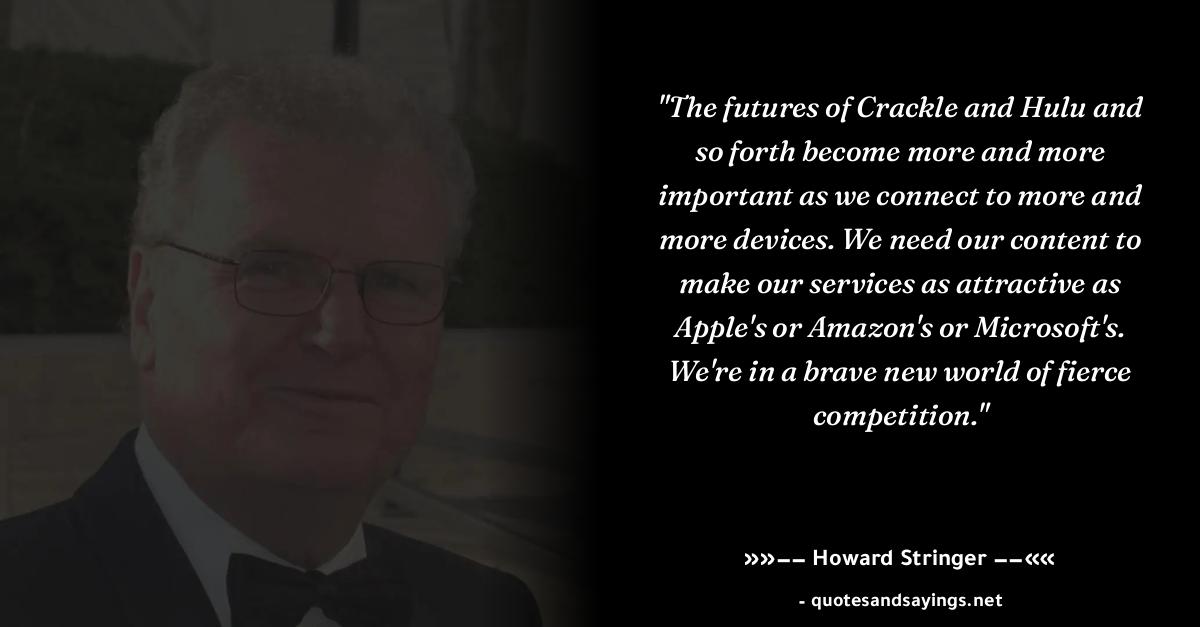 "The futures of Crackle and Hulu and
so forth become more and more
important as we connect to more and
more devices. We need our content to
make our services as attractive as
Apple's or Amazon's or Microsoft's.
We're in a brave new world of fierce
competition."
»»–– Howard Stringer ––««
- quotesandsayings.net